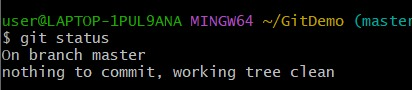 user@LAPTOP-1PUL9ANA MINGW64 ~/GitDemo (master
$ git status
On branch master
nothing to commit, working tree clean